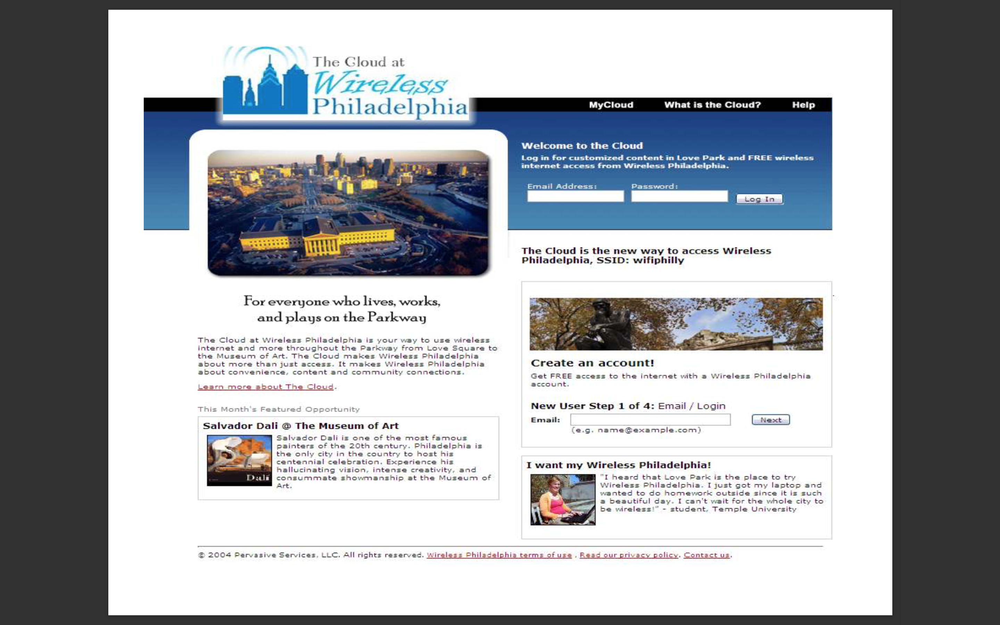 The Cloud at
Wireless
Philadelphia
MyCloud What is the Cloud? Help
Welcome to the Cloud
Log in for customized content in Love Park and FREE wireless
internet access from Wireless Philadelphia.
Email Address: Password:
Log In
The Cloud is the new way to access Wireless
Philadelphia, SSID: wifiphilly
For everyone who lives, works,
and plays on the Parkway
The Cloud at Wireless Philadelphia is your way to use wireless
internet and more throughout the Parkway from Love Square to
the Museum of Art. The Cloud makes Wireless Philadelphia
about more than just access. It makes Wireless Philadelphia
about convenience, content and community connections.
Learn more about The Cloud.
This Month's Featured Opportunity
Salvador Dali @ The Museum of Art
Salvador Dali is one of the most famous
painters of the 20th century. Philadelphia is
the only city in the country to host his
centennial celebration. Experience his
hallucinating vision, intense creativity, and
consummate showmanship at the Museum of
Art.
Dalí
Create an account!
Get FREE access to the internet with a Wireless Philadelphia
account.
New User Step 1 of 4: Email / Login
Email: Next
(e.g. name@example.com)
I want my Wireless Philadelphia!
"I heard that Love Park is the place to try
Wireless Philadelphia. I just got my laptop and
wanted to do homework outside since it is such
a beautiful day. I can't wait for the whole city to
be wireless!" - student, Temple University
© 2004 Pervasive Services, LLC. All rights reserved. Wireless Philadelphia terms of use , Read our privacy policy. Contact us.